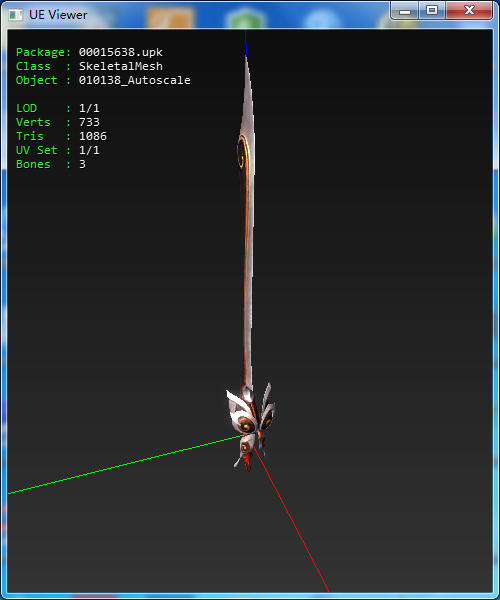 UE Viewer
Package: 00015638.upk
Class : SkeletalMesh
Object : 010138_Autoscale
LOD : 1/1
Verts : 733
Tris : 1086
UV Set : 1/1
Bones : 3